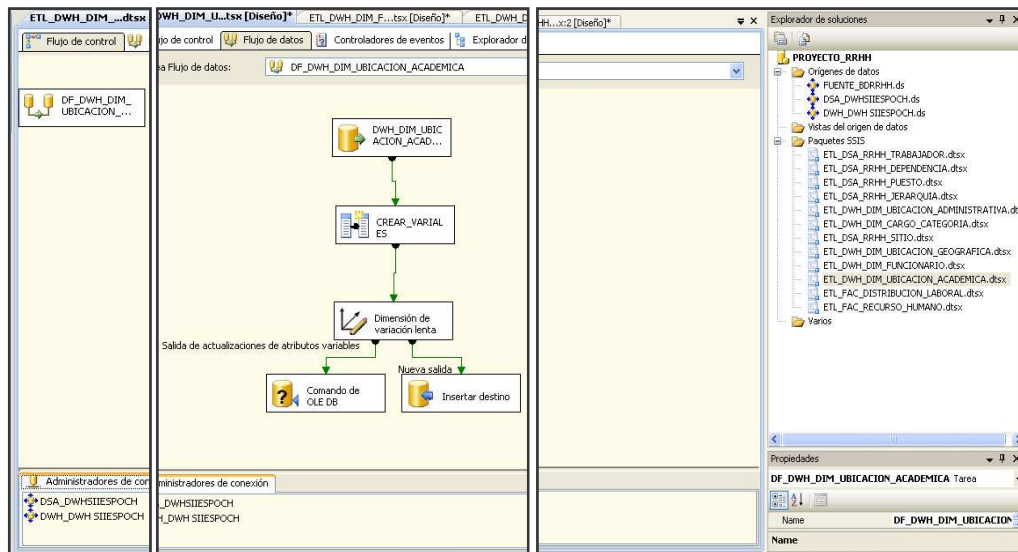 ETL_DWH_DIM_...dtsx
Flujo de control
DF_DWH_DIM_
UBICACION_...
Administradores de con
DSA_DWHSIIESPOCH
DWH_DWH SIIESPOCH
DWH_DIM_U...tsx [Diseño]*
ETL_DWH_DIM_F...tsx [Diseño]*
ETL_DWH_D
jo de control
Flujo de datos
Controladores de eventos
Explorador d
a Flujo de datos:
DF_DWH_DIM_UBICACION_ACADEMICA
DWH_DIM_UBIC
ACION_ACAD...
CREAR_VARIAL
ES
Dimensión de
variación lenta
Salida de actualizaciones de atributos variables
Nueva salida
Comando de
OLE DB
Insertar destino
ministradores de conexión
_DWHSIIESPOCH
H_DWH SIIESPOCH
HH...x:2 [Diseño]*
Explorador de soluciones
PROYECTO_RRHH
Orígenes de datos
FUENTE_BDRRHH.ds
DSA_DWHSIIESPOCH.ds
DWH_DWH SIIESPOCH.ds
Vistas del origen de datos
Paquetes SSIS
ETL_DSA_RRHH_TRABAJADOR.dtsx
ETL_DSA_RRHH_DEPENDENCIA.dtsx
ETL_DSA_RRHH_PUESTO.dtsx
ETL_DSA_RRHH_JERARQUIA.dtsx
ETL_DWH_DIM_UBICACION_ADMINISTRATIVA.dt
ETL_DWH_DIM_CARGO_CATEGORIA.dtsx
ETL_DSA_RRHH_SITIO.dtsx
ETL_DWH_DIM_UBICACION_GEOGRAFICA.dtsx
ETL_DWH_DIM_FUNCIONARIO.dtsx
ETL_DWH_DIM_UBICACION_ACADEMICA.dtsx
ETL_FAC_DISTRIBUCION_LABORAL.dtsx
ETL_FAC_RECURSO_HUMANO.dtsx
Varios
Propiedades
DF_DWH_DIM_UBICACION_ACADEMICA Tarea
Name
DF_DWH_DIM_UBICACION
Name